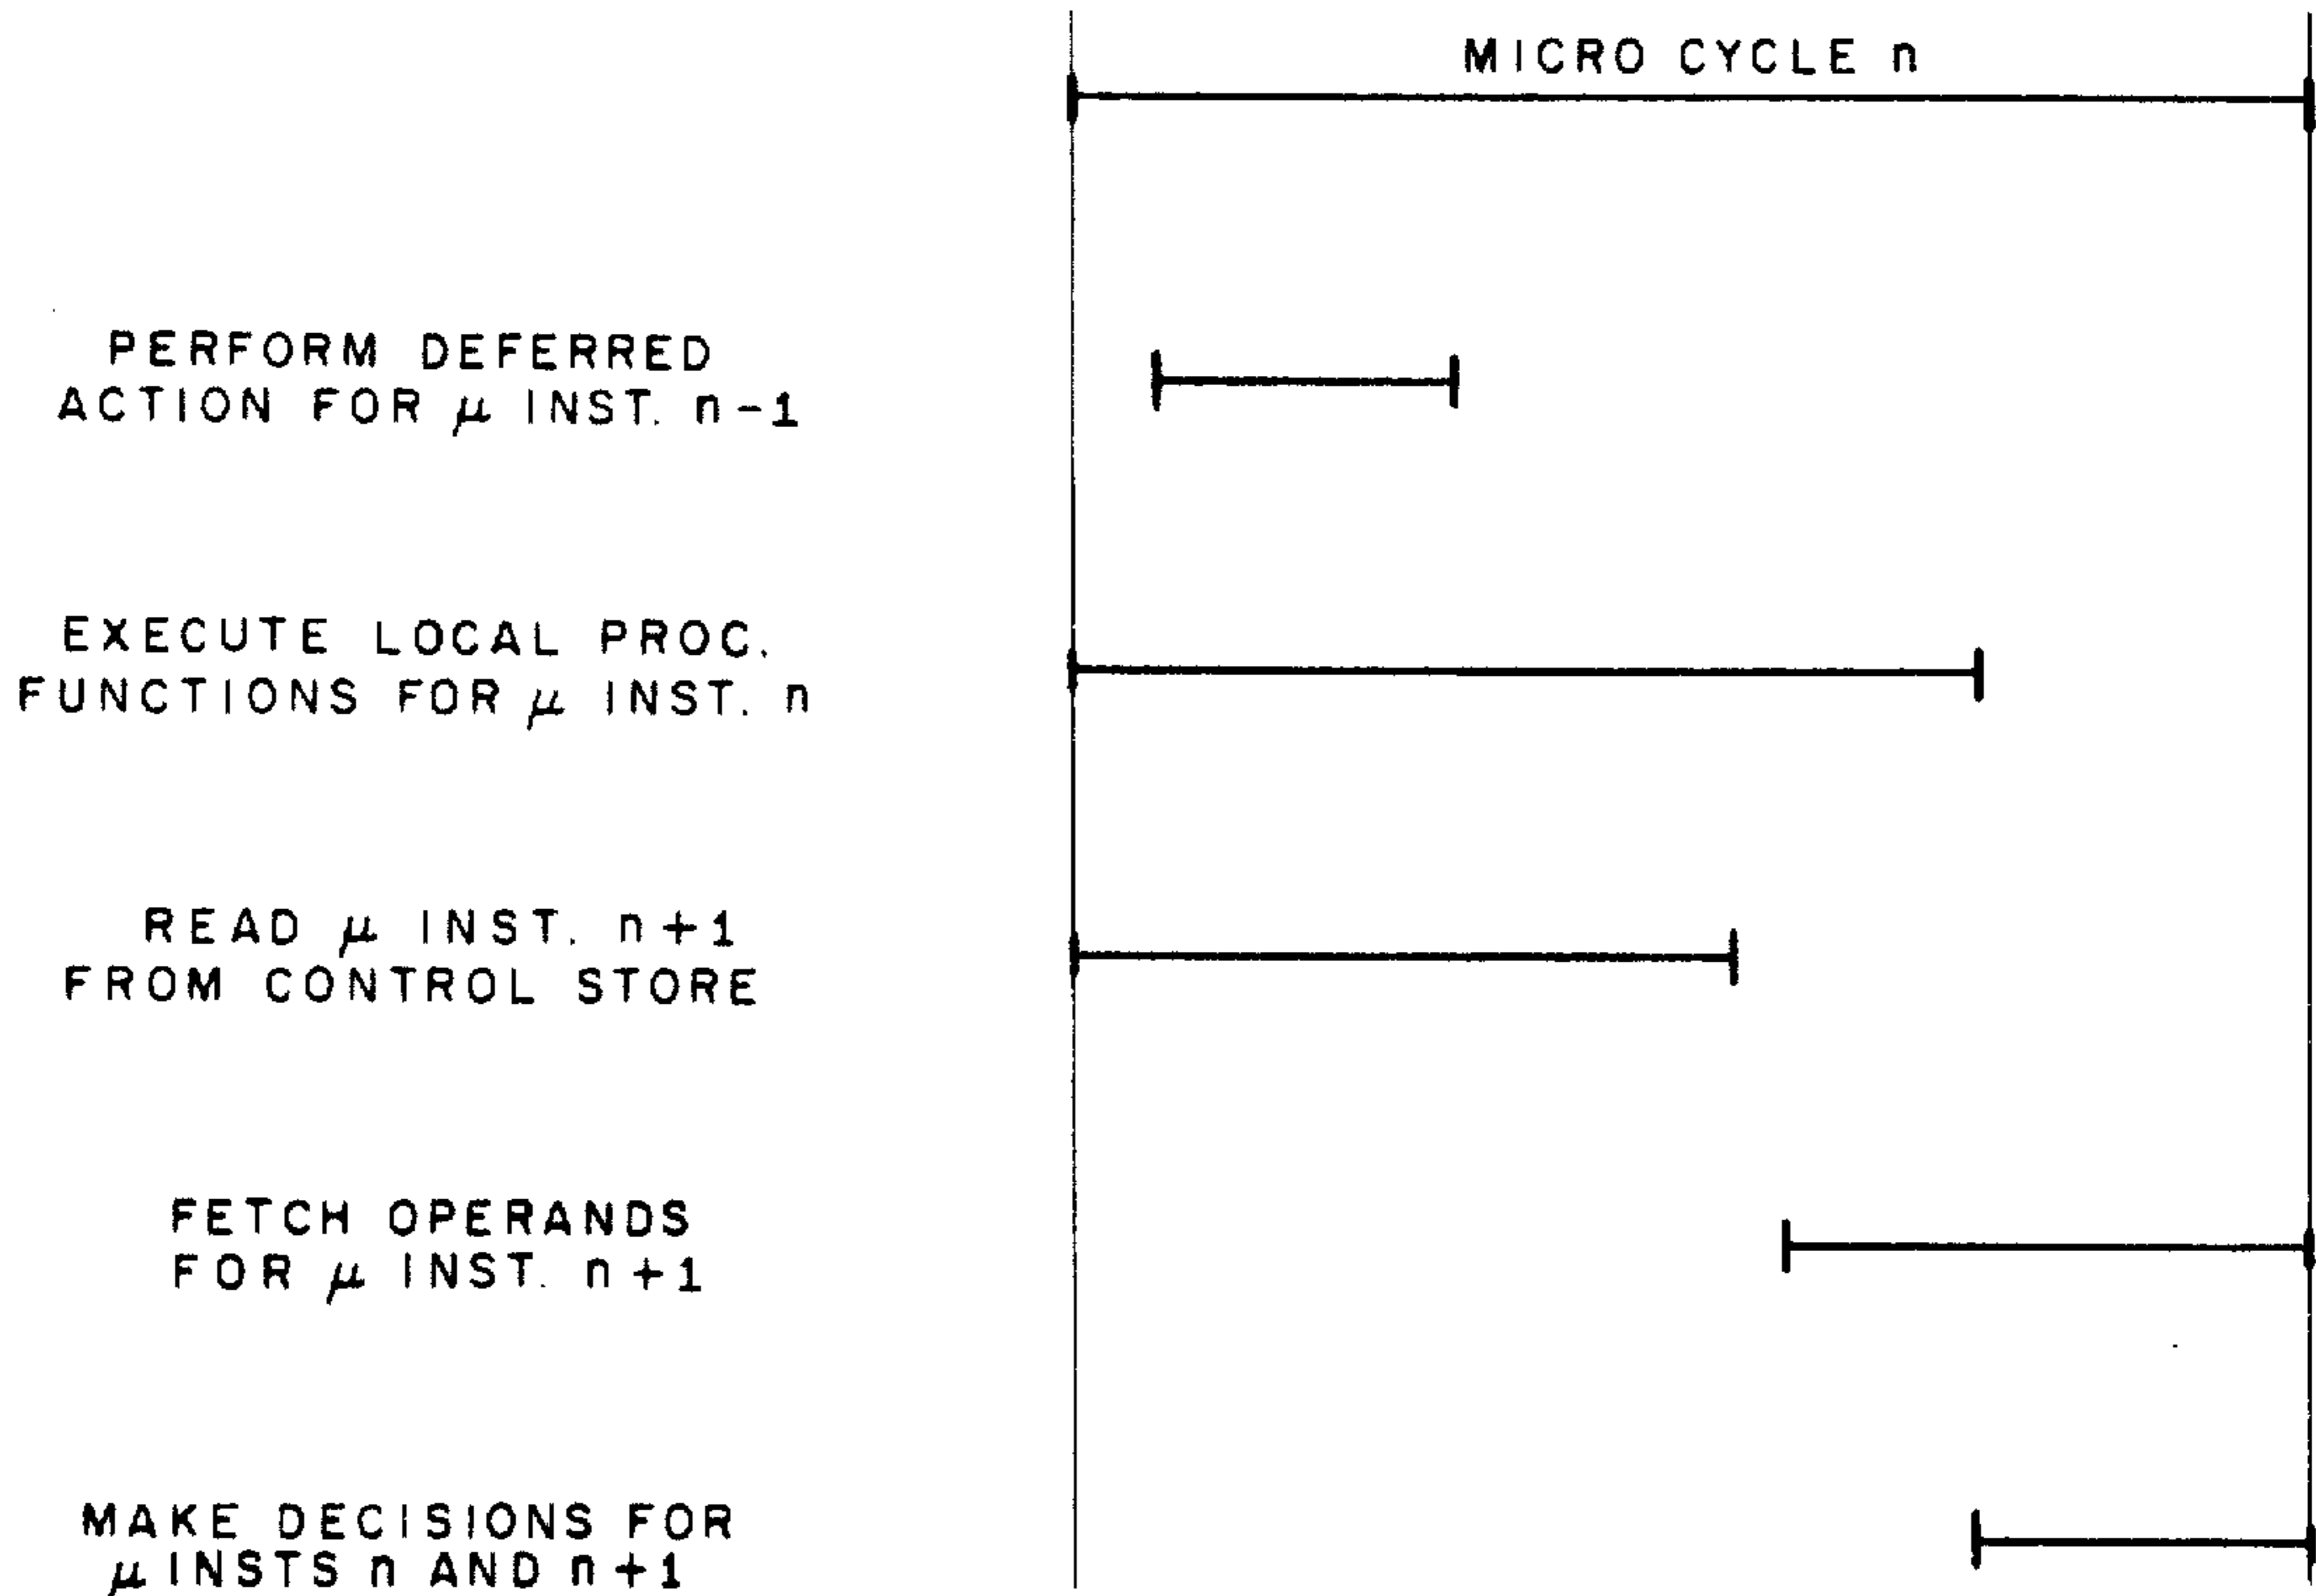 MICRO CYCLE n
PERFORM DEFERRED
ACTION FOR μ INST. n-1
EXECUTE LOCAL PROC.
FUNCTIONS FOR μ INST. n
READ μ INST. n+1
FROM CONTROL STORE
FETCH OPERANDS
FOR μ INST. n+1
MAKE DECISIONS FOR
μ INSTS n AND n+1